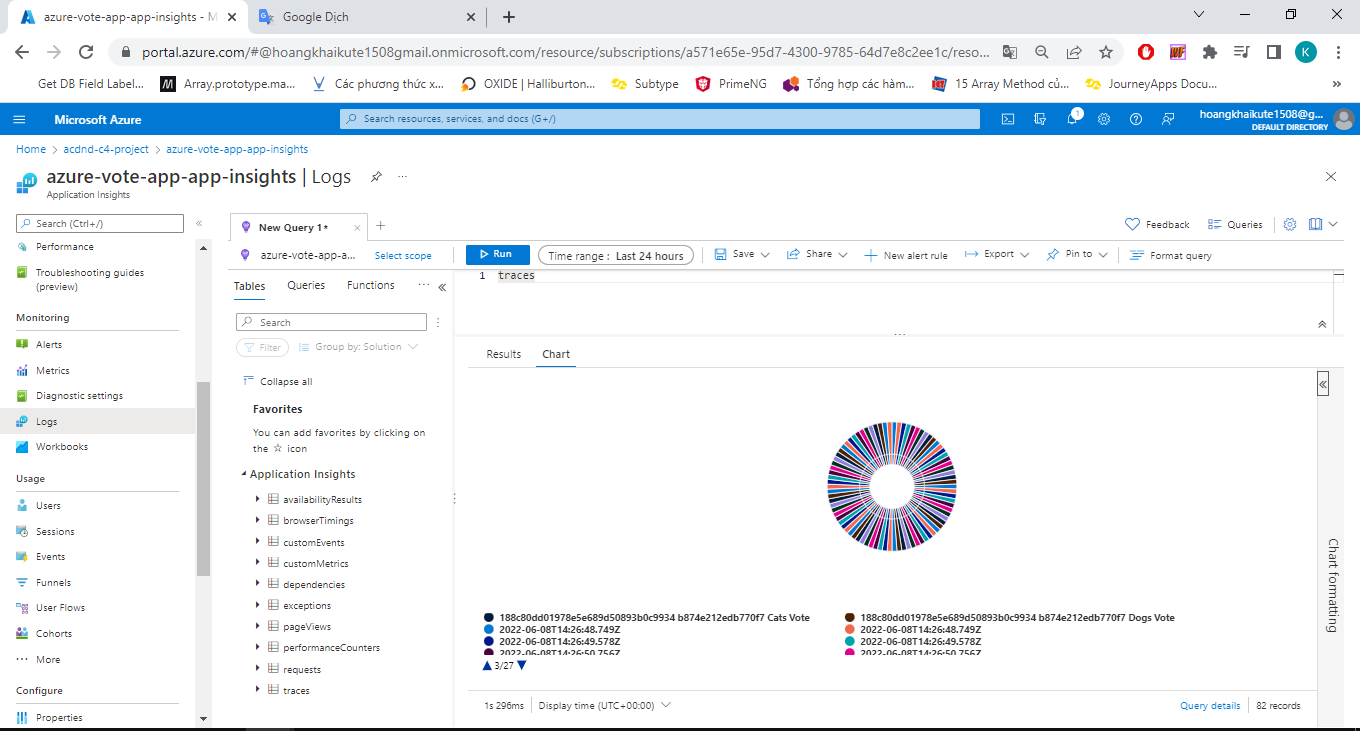 azure-vote-app-app-insights - M
Google Dịch
portal.azure.com/#@hoangkhaikute1508gmail.onmicrosoft.com/resource/subscriptions/a571e65e-95d7-4300-9785-64d7e8c2ee1c/reso...
K
Get DB Field Label...
Array.prototype.ma...
Các phương thức x...
OXIDE | Halliburton...
Subtype
PrimeNG
Tổng hợp các hàm...
15 Array Method củ...
JourneyApps Docu...
»
Microsoft Azure
Search resources, services, and docs (G+/)
1
hoangkhaikute1508@g...
DEFAULT DIRECTORY
Home > acdnd-c4-project > azure-vote-app-app-insights
azure-vote-app-app-insights | Logs
...
Application Insights
Search (Ctrl+/)
«
Performance
Troubleshooting guides
(preview)
Monitoring
Alerts
Metrics
Diagnostic settings
Logs
Workbooks
Usage
Users
Sessions
Events
Funnels
User Flows
Cohorts
... More
Configure
Properties
New Query 1*
Feedback
Queries
azure-vote-app-a...
Select scope
Run
Time range : Last 24 hours
Save
Share
New alert rule
Export
Pin to
Format query
Tables
Queries
Functions
...
«
Search
Filter
Group by: Solution
Collapse all
Favorites
You can add favorites by clicking on
the ☆ icon
Application Insights
availabilityResults
browserTimings
customEvents
customMetrics
dependencies
exceptions
pageViews
performanceCounters
requests
traces
1 traces
...
Results
Chart
«
Chart formatting
188c80dd01978e5e689d50893b0c9934 b874e212edb770f7 Cats Vote
2022-06-08T14:26:48.749Z
2022-06-08T14:26:49.578Z
2022-06-08T14:26:50.756Z
188c80dd01978e5e689d50893b0c9934 b874e212edb770f7 Dogs Vote
2022-06-08T14:26:48.749Z
2022-06-08T14:26:49.578Z
2022-06-08T14:26:50.756Z
3/27
1s 296ms
Display time (UTC+00:00)
Query details
82 records